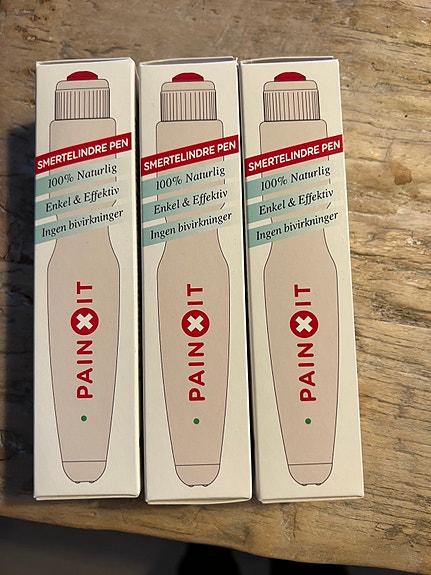 SMERTELINDRE PEN
100% Naturlig
Enkel & Effektiv
Ingen bivirkninger
PAINXIT
SMERTELINDRE PEN
100% Naturlig
Enkel & Effektiv
Ingen bivirkninger
PAINXIT
SMERTELINDRE PEN
100% Naturlig
Enkel & Effektiv
Ingen bivirkninger
PAINXIT